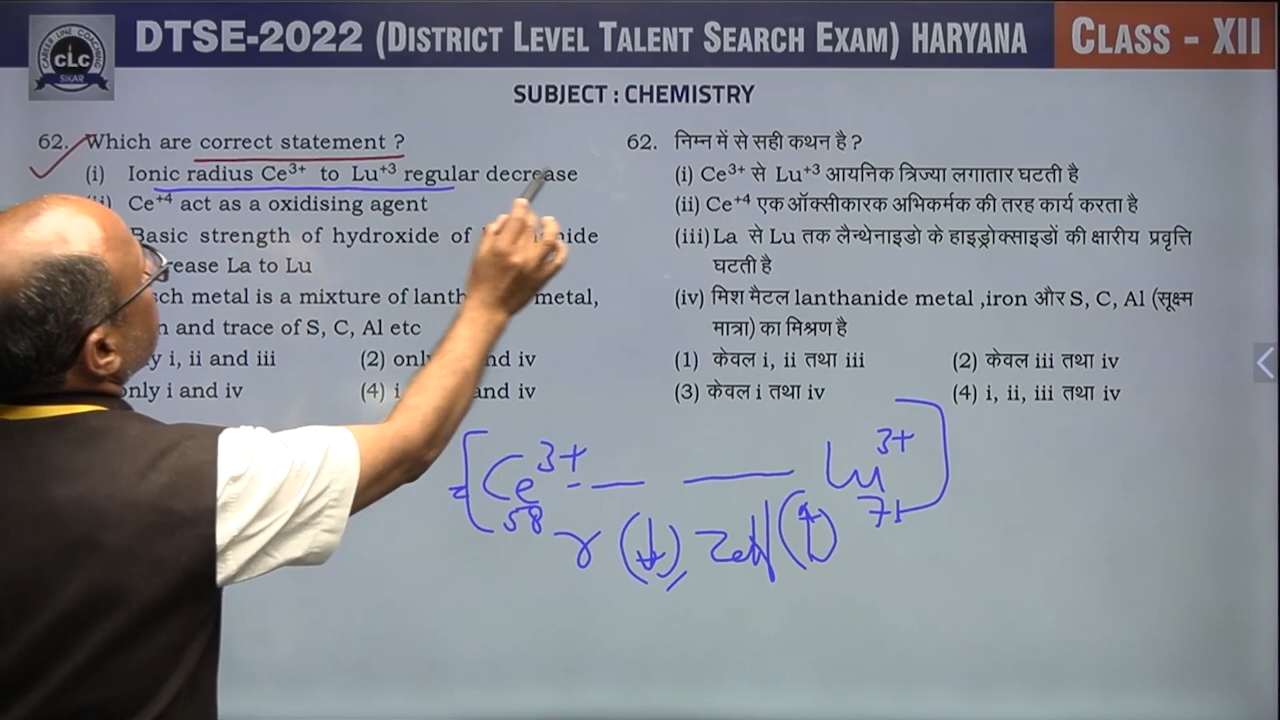 CAREER LINE COACHING
CLC
SIKAR
DTSE-2022 (DISTRICT LEVEL TALENT SEARCH EXAM) HARYANA
CLASS - XII
SUBJECT : CHEMISTRY
62. Which are correct statement ?
(i) Ionic radius Ce³⁺ to Lu⁺³ regular decrease
Ce⁺⁴ act as a oxidising agent
Basic strength of hydroxide of
La to Lu
metal is a mixture of metal,
and trace of S, C, Al etc
i, ii and iii
(2) and iv
only i and iv
(4) i and iv
62. निम्न में से सही कथन है ?
(i) Ce³⁺ से Lu⁺³ आयनिक त्रिज्या लगातार घटती है
(ii) Ce⁺⁴ एक ऑक्सीकारक अभिकर्मक की तरह कार्य करता है
(iii) La से Lu तक लैन्थेनाइडो के हाइड्रोक्साइडों की क्षारीय प्रवृत्ति
घटती है
(iv) मिश मैटल lanthanide metal ,iron और S, C, Al (सूक्ष्म
मात्रा) का मिश्रण है
(1) केवल i, ii तथा iii
(2) केवल iii तथा iv
(3) केवल i तथा iv
(4) i, ii, iii तथा iv
Ce³⁺ Lu³⁺
58 71
r (↓) Zeff (↑)